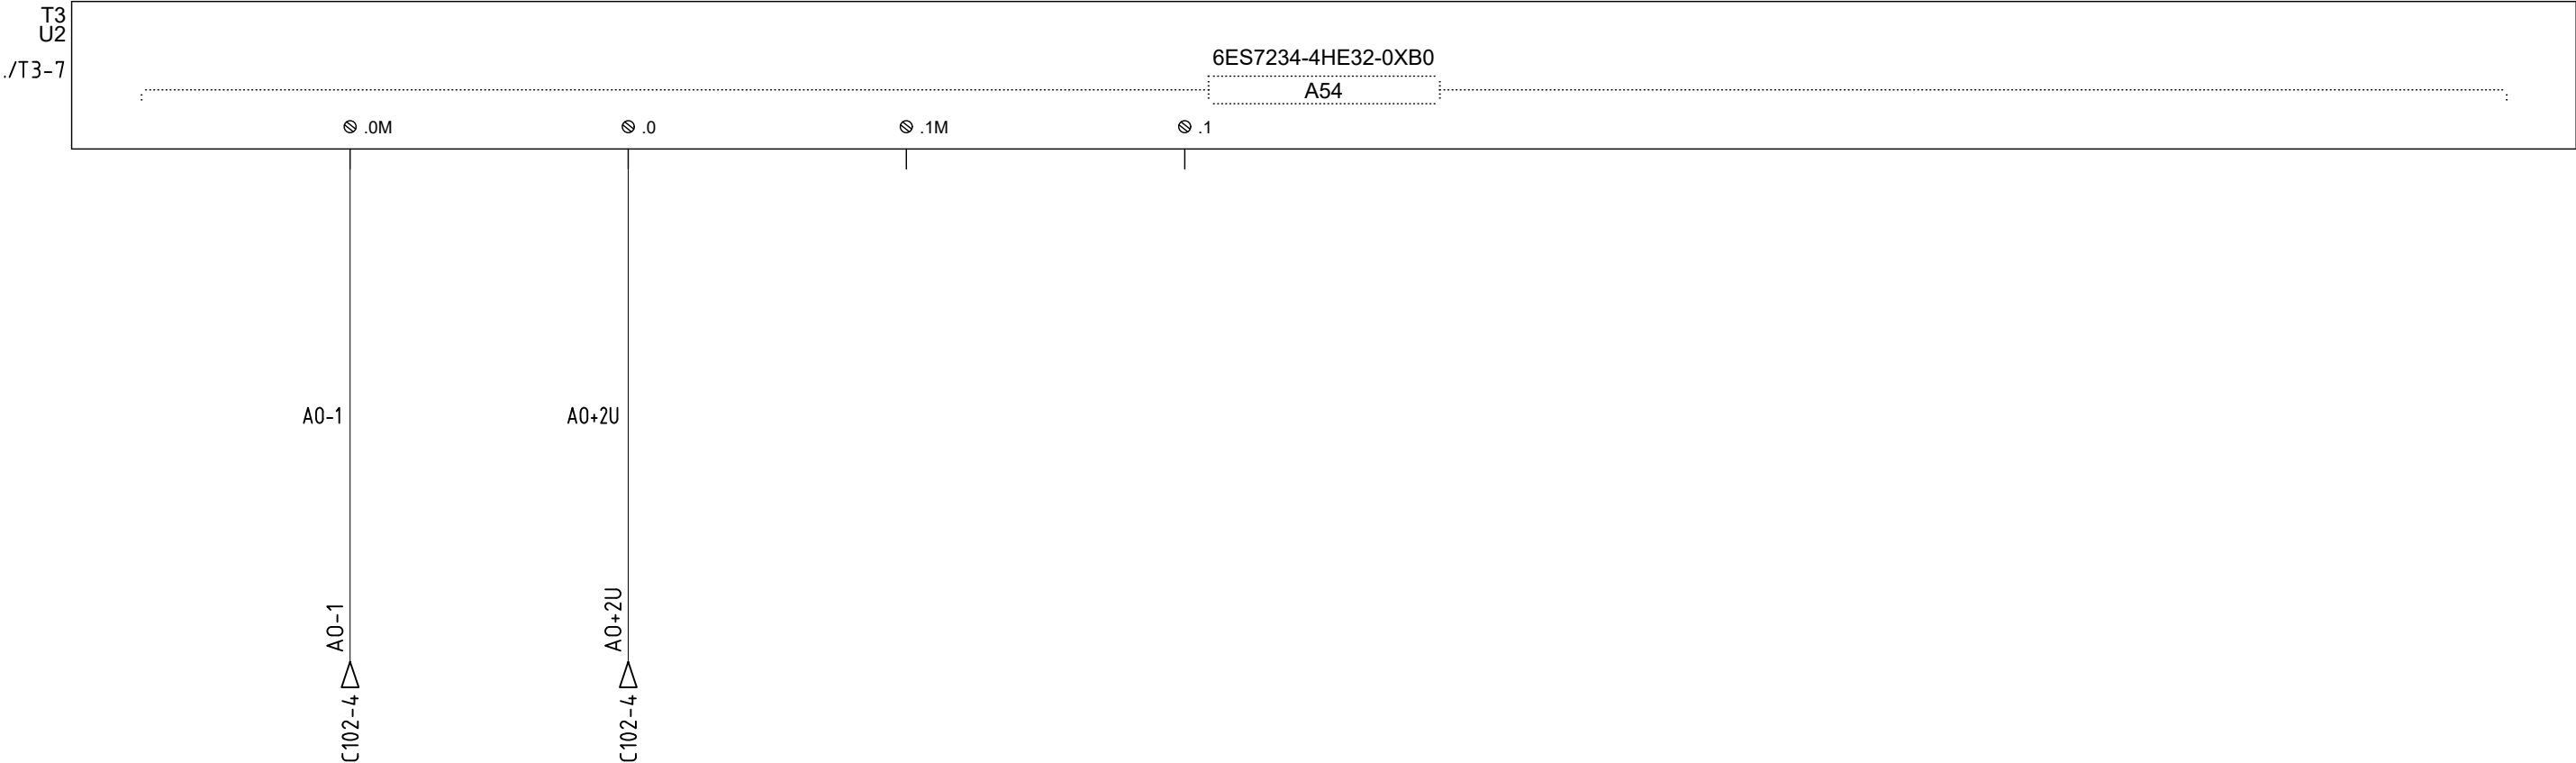 T3
U2
./T3-7
6ES7234-4HE32-0XB0
A54
.0M
.0
.1M
.1
A0-1
A0+2U
A0-1
A0+2U
C102-4
C102-4